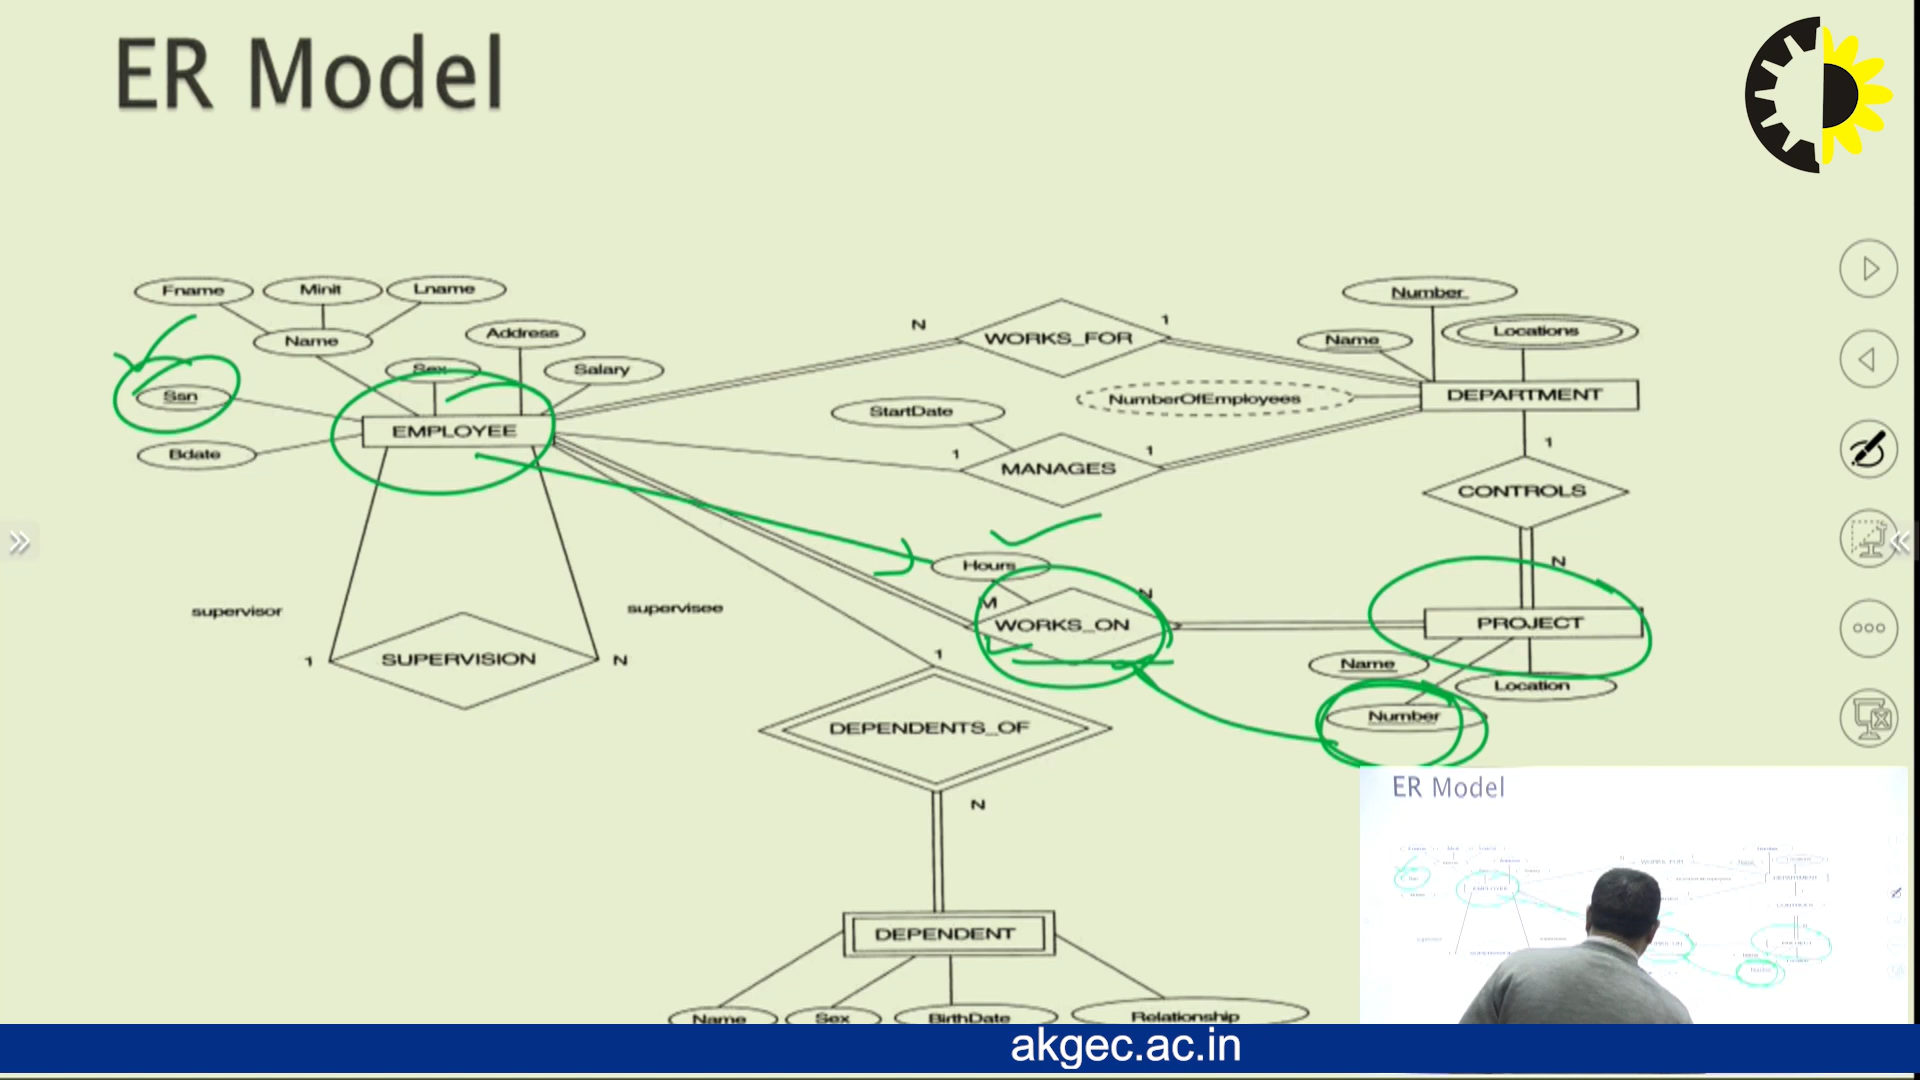 ER Model
Fname
Minit
Lname
Number
Address
Name
Name
Locations
N
WORKS_FOR
1
Sex
Salary
Ssn
NumberOfEmployees
DEPARTMENT
StartDate
EMPLOYEE
Bdate
1
MANAGES
1
1
CONTROLS
N
Hours
M
N
WORKS_ON
PROJECT
supervisor
supervisee
1
SUPERVISION
N
1
Name
Location
Number
DEPENDENTS_OF
N
ER Model
DEPENDENT
Name
Sex
BirthDate
Relationship
akgec.ac.in